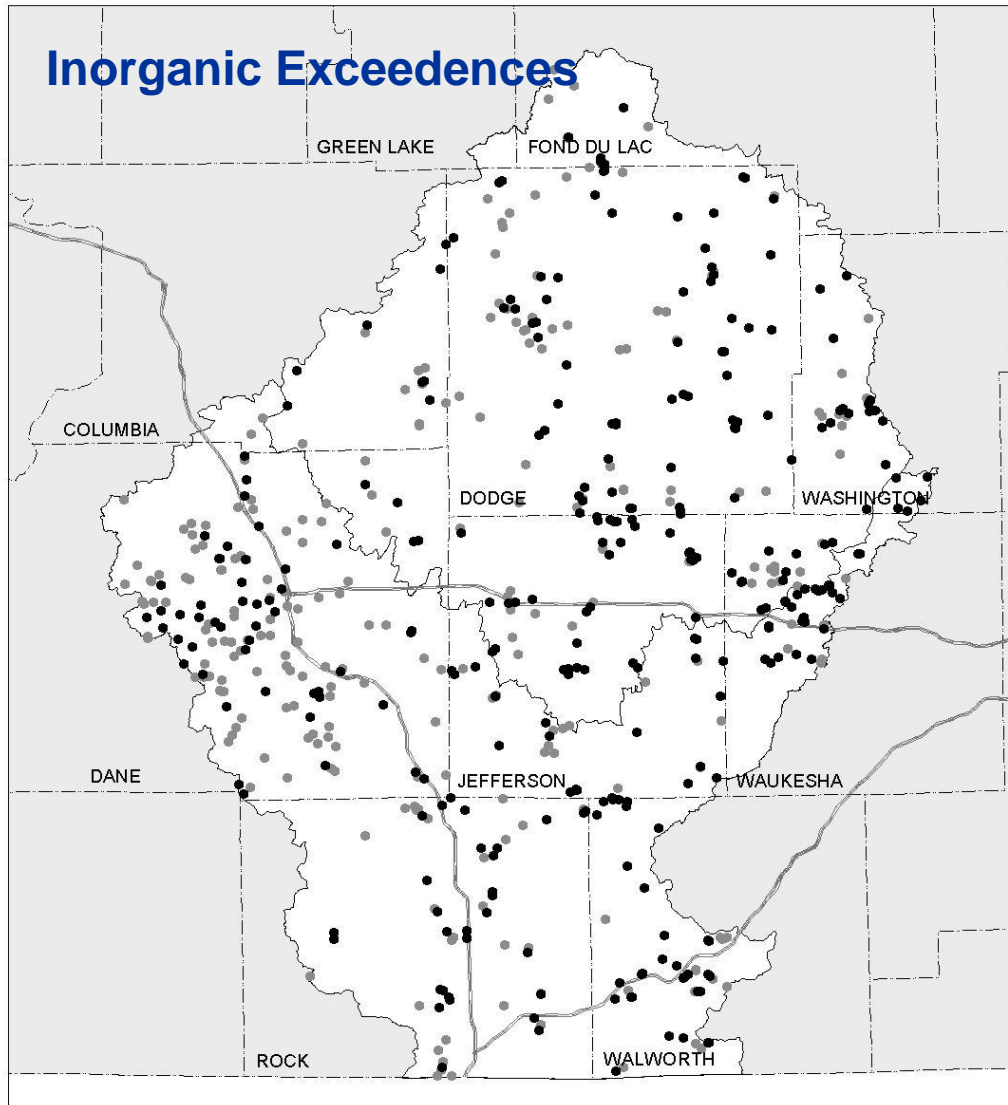 Inorganic Exceedences
GREEN LAKE
FOND DU LAC
COLUMBIA
DODGE
WASHINGTON
DANE
JEFFERSON
WAUKESHA
ROCK
WALWORTH